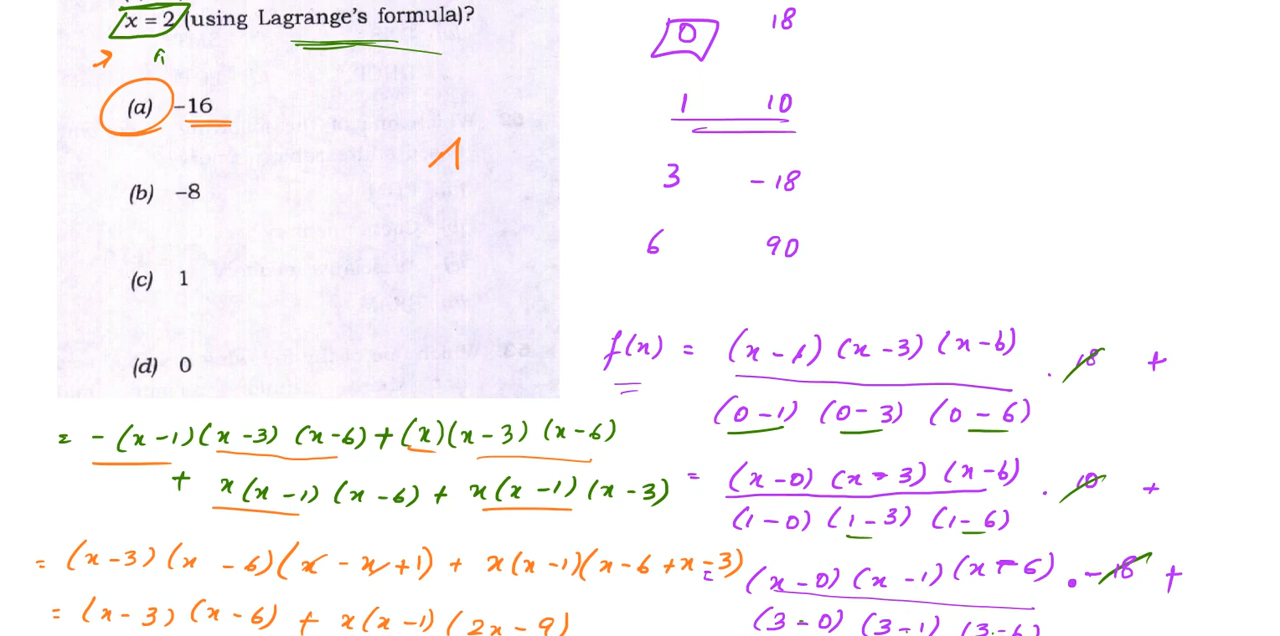 x = 2 (using Lagrange's formula)?
(a) -16
(b) -8
(c) 1
(d) 0
0 18
1 10
3 -18
6 90
f(x) = (x-1) (x-3) (x-6) . 18 +
(0-1) (0-3) (0-6)
= (x-0) (x-3) (x-6) . 10 +
(1-0) (1-3) (1-6)
= (x-0) (x-1) (x-6) . -18 +
(3-0) (3-1) (3-6)
= -(x-1)(x-3) (x-6) + (x)(x-3) (x-6)
+ x(x-1) (x-6) + x(x-1) (x-3)
= (x-3) (x-6) (x-x+1) + x(x-1)(x-6+x-3)
= (x-3) (x-6) + x(x-1) (2x-9)